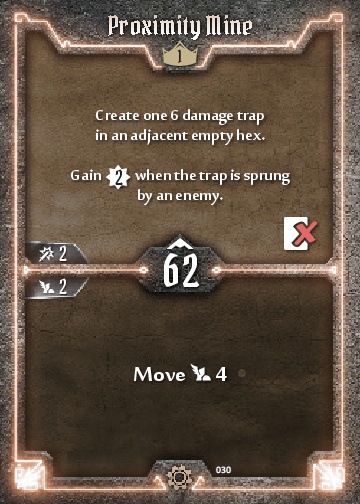 Proximity Mine
1
Create one 6 damage trap
in an adjacent empty hex.
Gain 2 when the trap is sprung
by an enemy.
2
62
2
Move 4
030